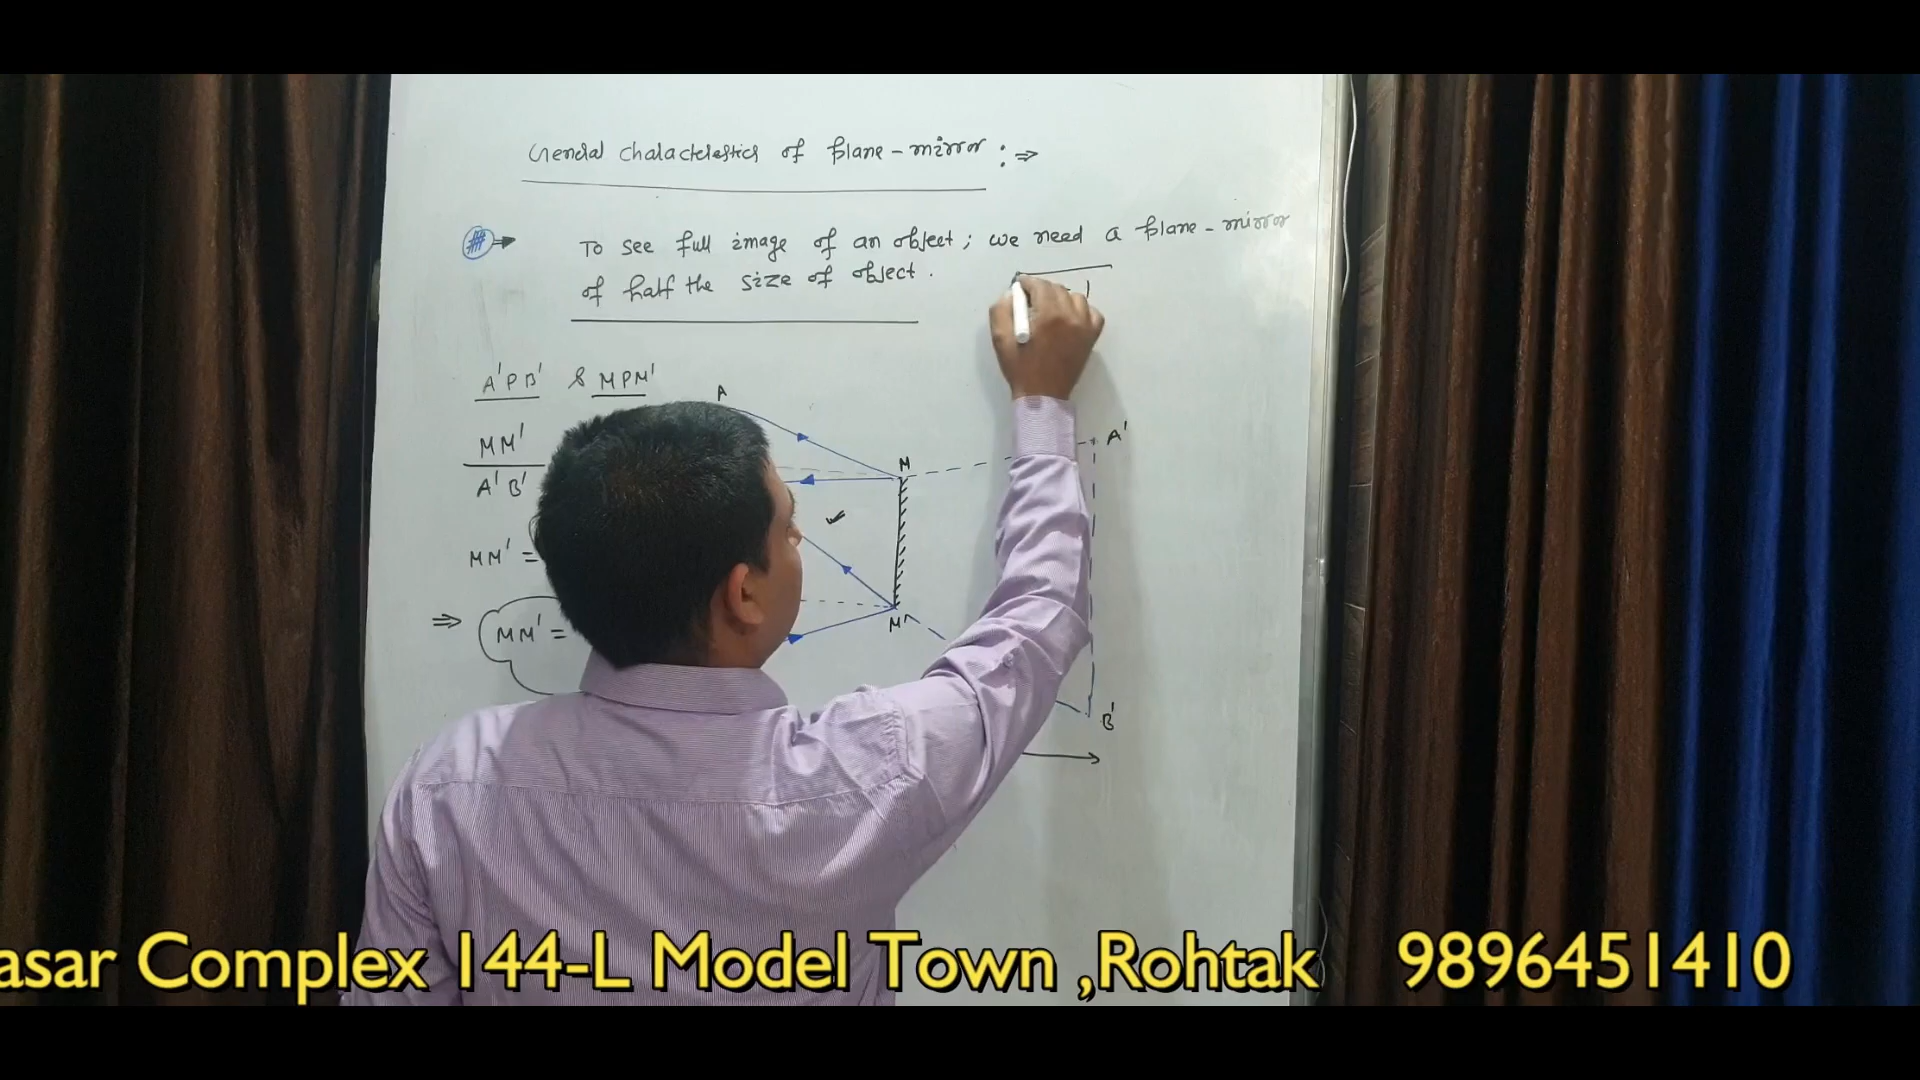 General characterstics of plane-mirror : ⇒
# → To see full image of an object; we need a plane-mirror
of half the size of object.
A'PB' & MPM'
MM'
A'B'
MM' =
⇒ MM' =
A
M
M'
A'
B'
asar Complex 144-L Model Town ,Rohtak 9896451410